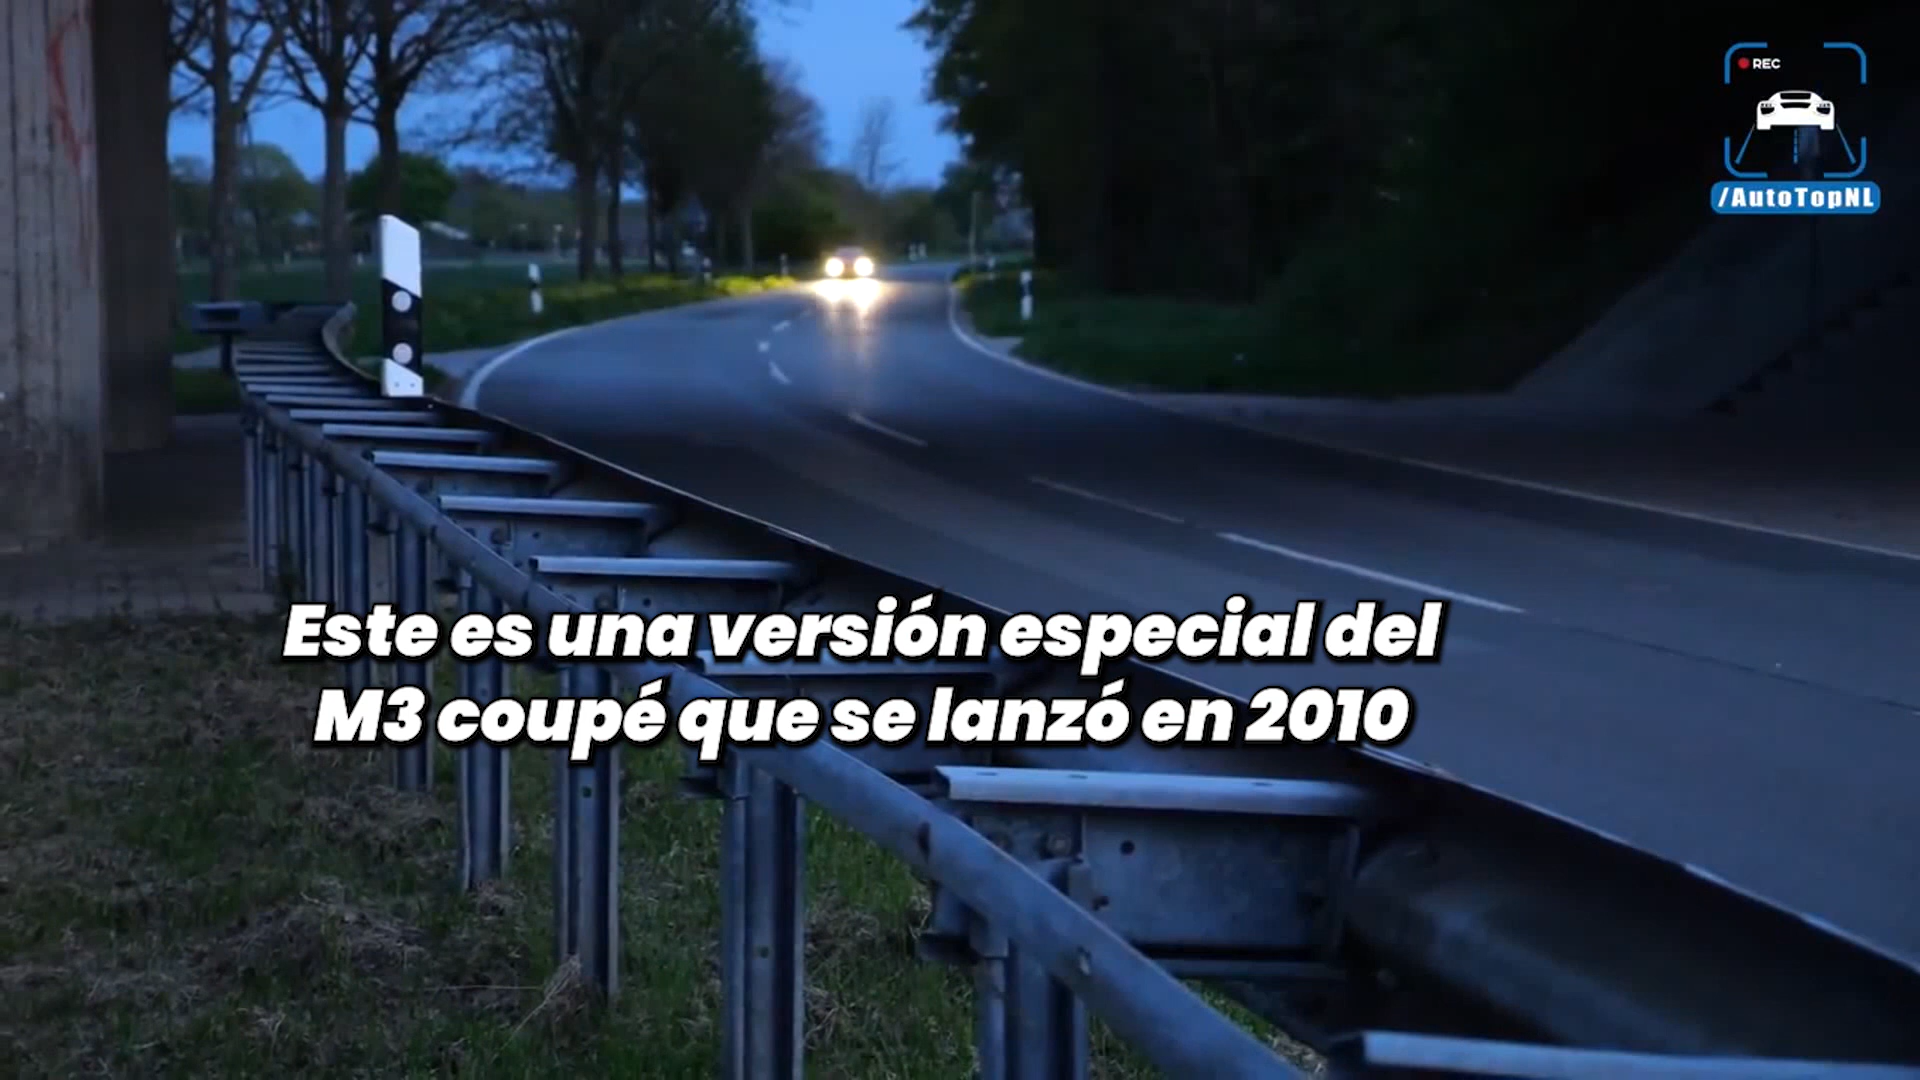 REC
/AutoTopNL
Este es una versión especial del
M3 coupé que se lanzó en 2010